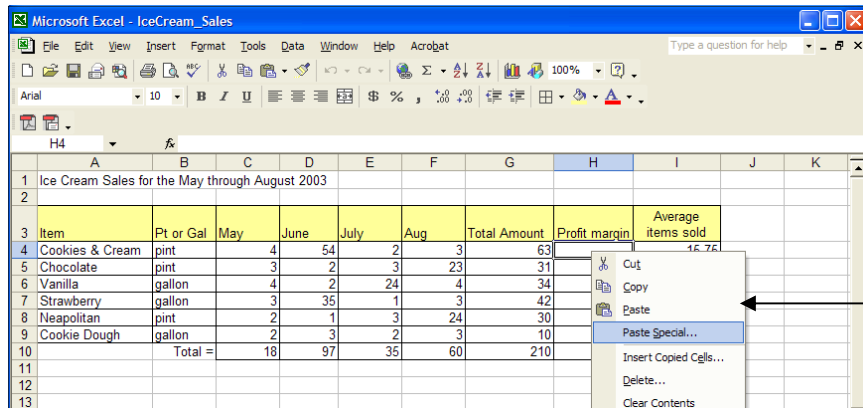 Microsoft Excel - IceCream_Sales
File Edit View Insert Format Tools Data Window Help Acrobat Type a question for help
ABC Σ 100% ?
Arial 10 B I U $ % ,
H4 fx
A B C D E F G H I J K
1 Ice Cream Sales for the May through August 2003
2
3 Item Pt or Gal May June July Aug Total Amount Profit margin Average items sold
4 Cookies & Cream pint 4 54 2 3 63 15.76
5 Chocolate pint 3 2 3 23 31
6 Vanilla gallon 4 2 24 4 34
7 Strawberry gallon 3 35 1 3 42
8 Neapolitan pint 2 1 3 24 30
9 Cookie Dough gallon 2 3 2 3 10
10 Total = 18 97 35 60 210
11
12
13
Cut
Copy
Paste
Paste Special...
Insert Copied Cells...
Delete...
Clear Contents